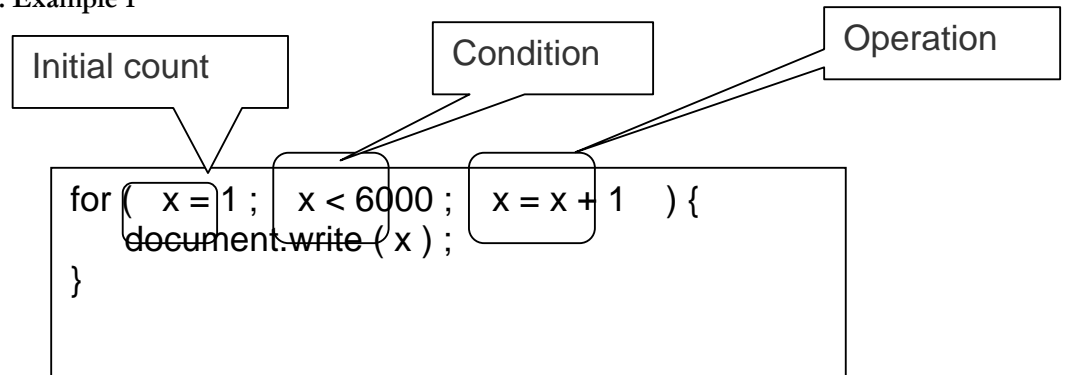 . Example 1
Initial count
Condition
Operation
for ( x = 1 ; x < 6000 ; x = x + 1 ) {
document.write ( x ) ;
}